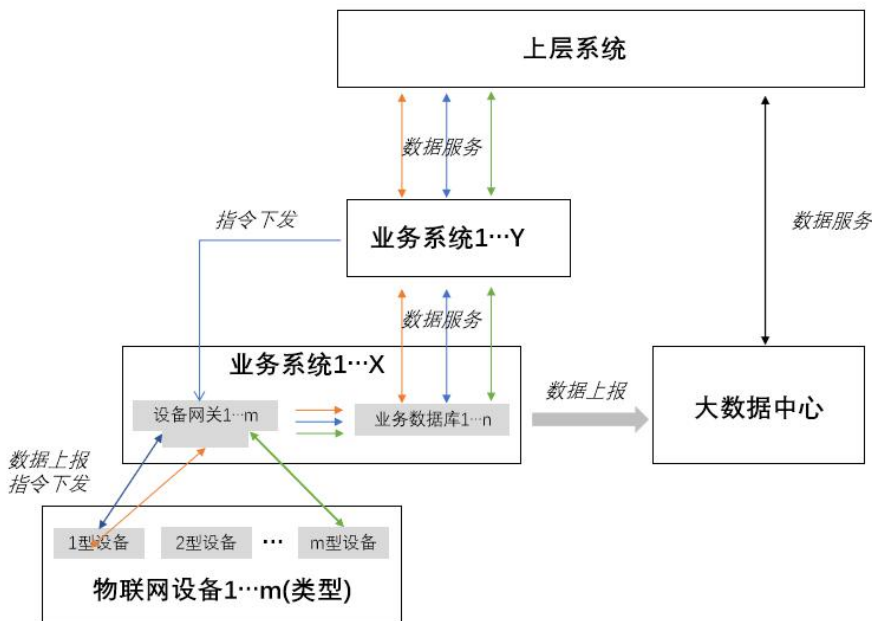 上层系统
数据服务
指令下发
业务系统1···Y
数据服务
数据服务
业务系统1···X
设备网关1···m
业务数据库1···n
数据上报
大数据中心
数据上报
指令下发
1型设备
2型设备
···
m型设备
物联网设备1···m(类型)